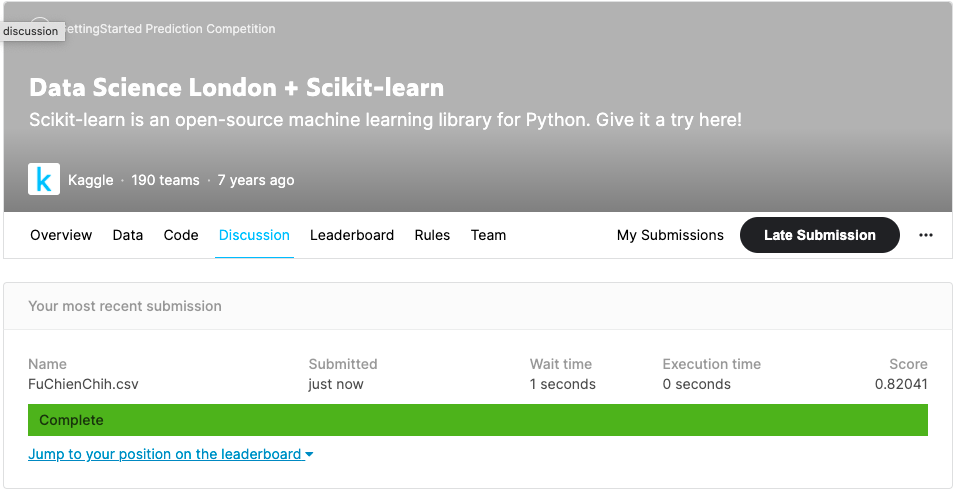 GettingStarted Prediction Competition
discussion
Data Science London + Scikit-learn
Scikit-learn is an open-source machine learning library for Python. Give it a try here!
k Kaggle · 190 teams · 7 years ago
Overview Data Code Discussion Leaderboard Rules Team My Submissions Late Submission ...
Your most recent submission
Name Submitted Wait time Execution time Score
FuChienChih.csv just now 1 seconds 0 seconds 0.82041
Complete
Jump to your position on the leaderboard